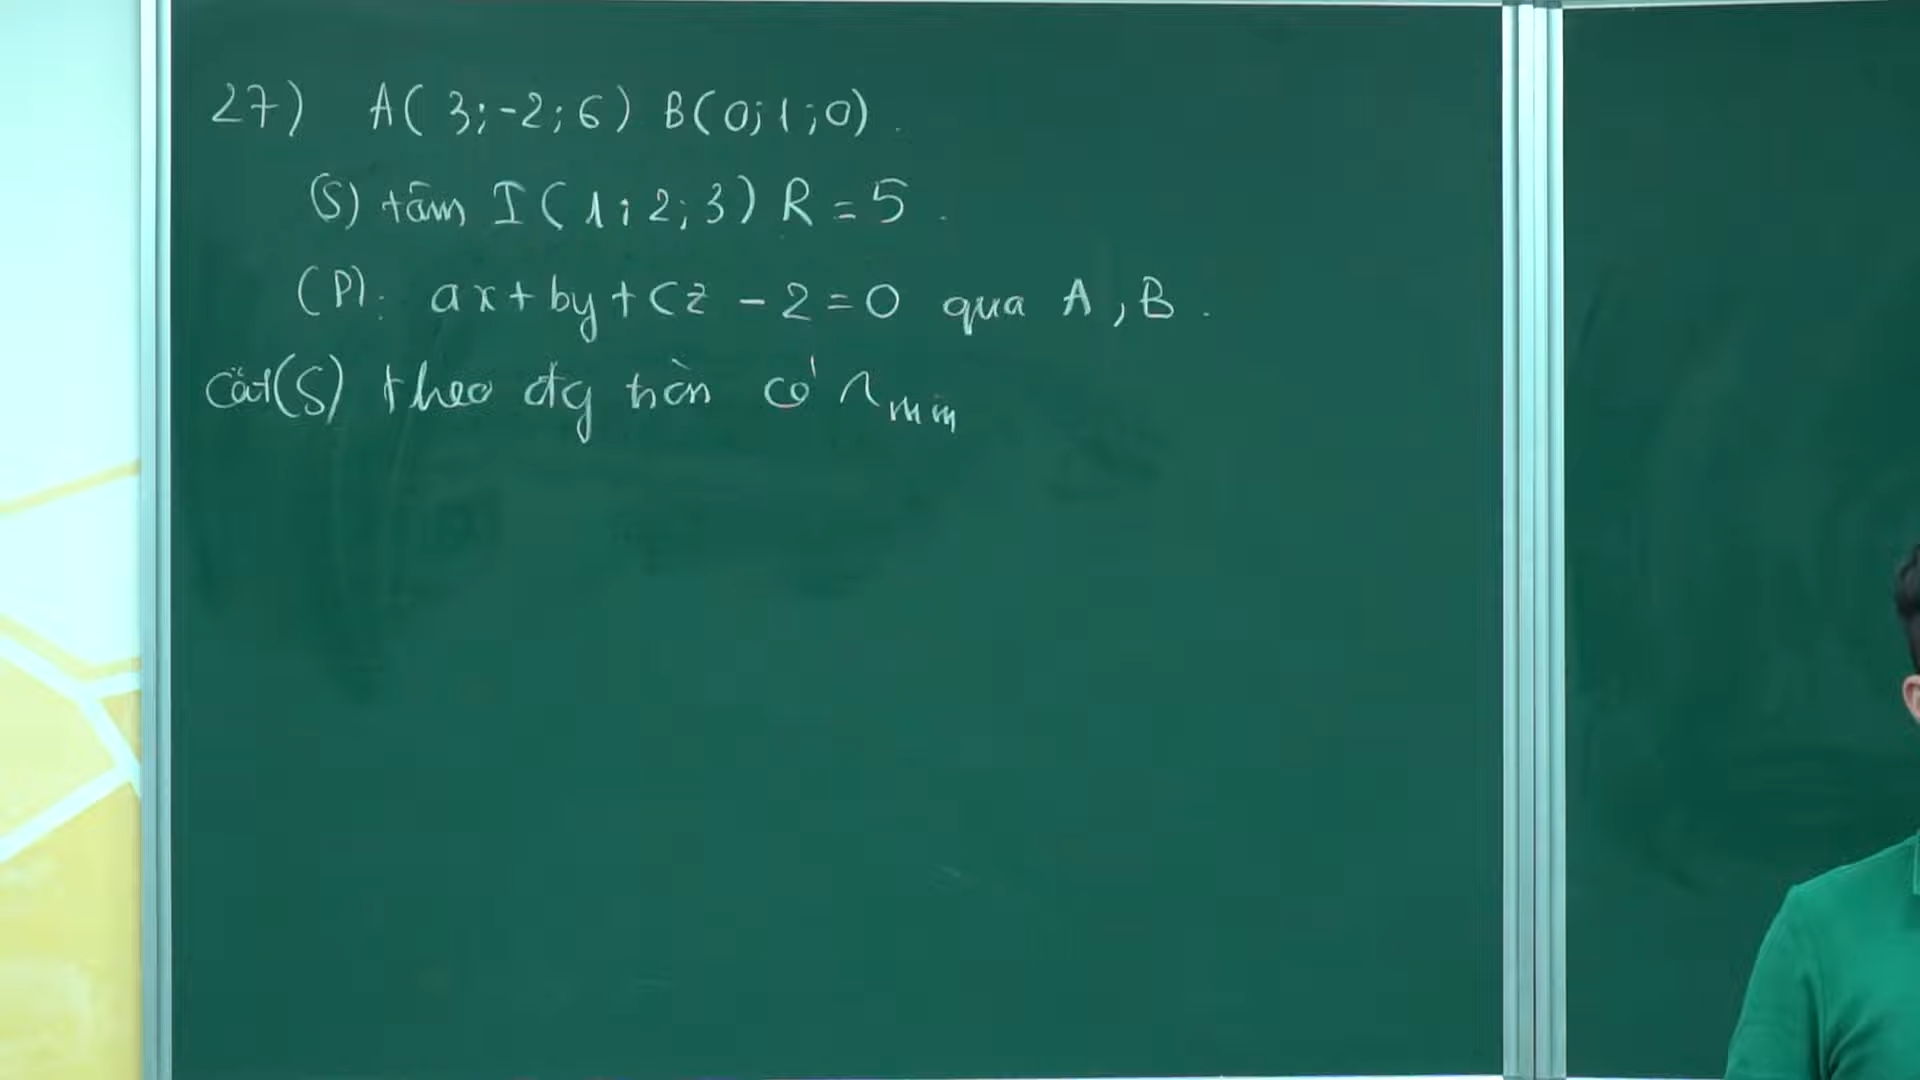 27) A(3;-2;6) B(0;1;0).
(S) tâm I(1;2;3) R=5.
(P): ax+by+cz-2=0 qua A, B.
Cắt(S) theo đg tròn có r min